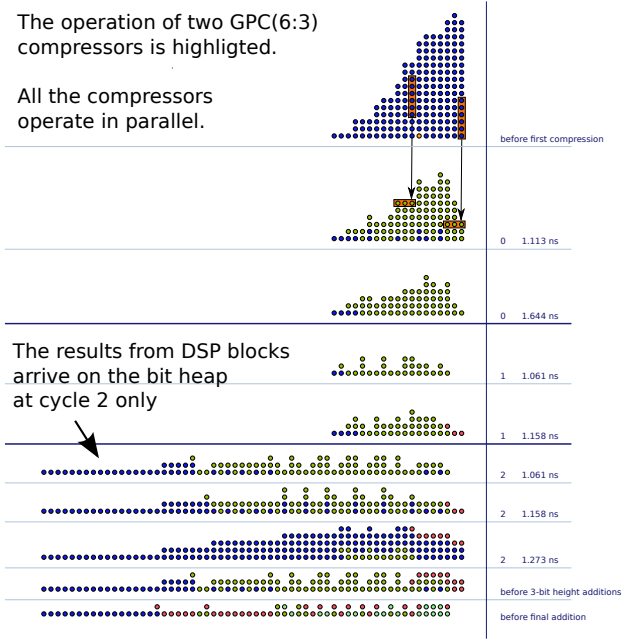 The operation of two GPC(6:3)
compressors is highligted.
All the compressors
operate in parallel.
before first compression
0 1.113 ns
0 1.644 ns
The results from DSP blocks
arrive on the bit heap
at cycle 2 only
1 1.061 ns
1 1.158 ns
2 1.061 ns
2 1.158 ns
2 1.273 ns
before 3-bit height additions
before final addition